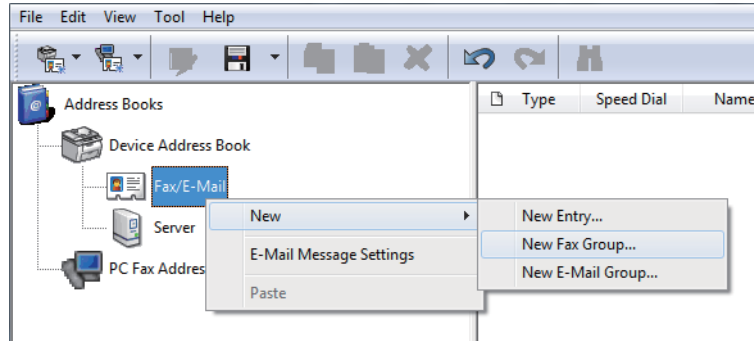 File Edit View Tool Help
Address Books
Type Speed Dial Name
Device Address Book
Fax/E-Mail
Server
New
New Entry...
New Fax Group...
E-Mail Message Settings
New E-Mail Group...
PC Fax Addres
Paste